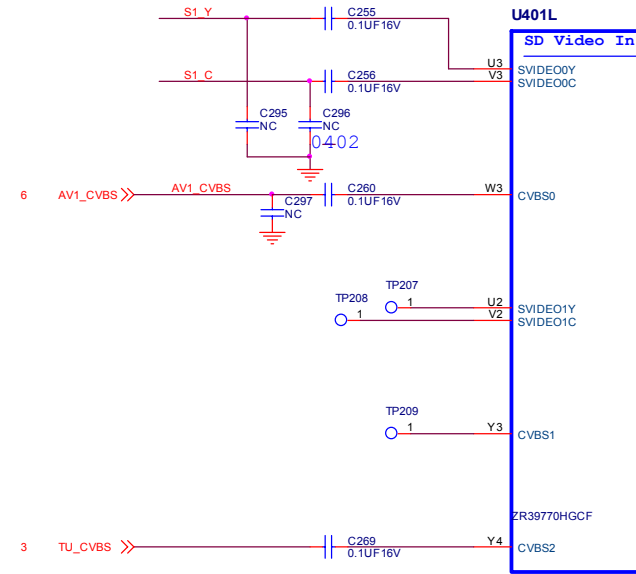 S1_Y
C255
0.1UF16V
U401L
SD Video In
U3
SVIDEO0Y
S1_C
C256
0.1UF16V
V3
SVIDEO0C
C295
NC
C296
NC
0402
6
AV1_CVBS
AV1_CVBS
C260
0.1UF16V
W3
CVBS0
C297
NC
TP207
1
U2
SVIDEO1Y
TP208
1
V2
SVIDEO1C
TP209
1
Y3
CVBS1
ZR39770HGCF
3
TU_CVBS
C269
0.1UF16V
Y4
CVBS2